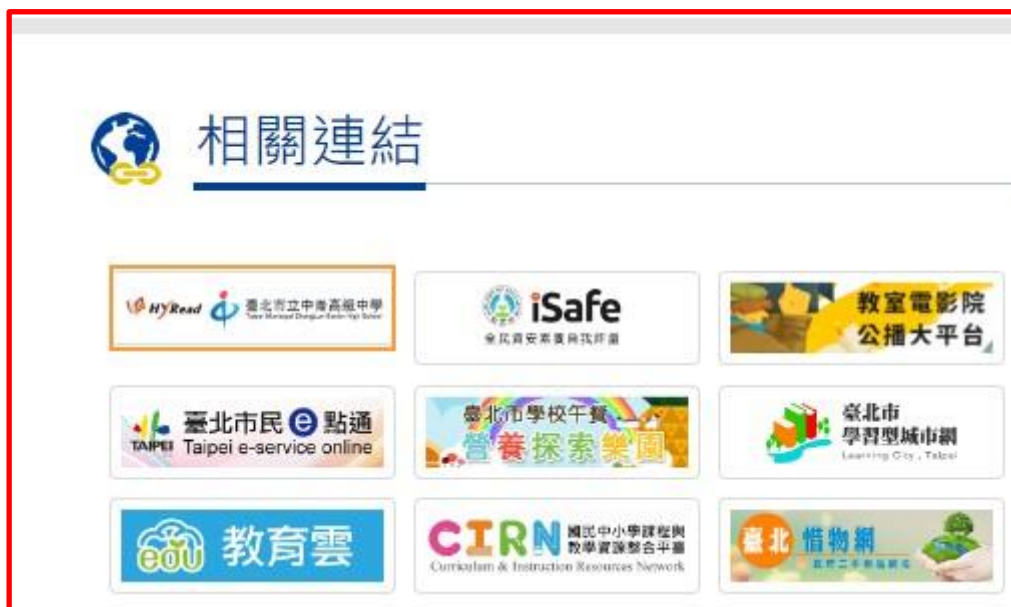 相關連結
HyRead 臺北市立中崙高級中學
iSafe
全民資安素養自我評量
教室電影院
公播大平台
臺北市民e點通
TAIPEI Taipei e-service online
臺北市學校午餐
營養探索樂園
臺北市
學習型城市網
Learning City, Taipei
edu 教育雲
CIRN 國民中小學課程與
教學資源整合平臺
Curriculum & Instruction Resources Network
臺北惜物網